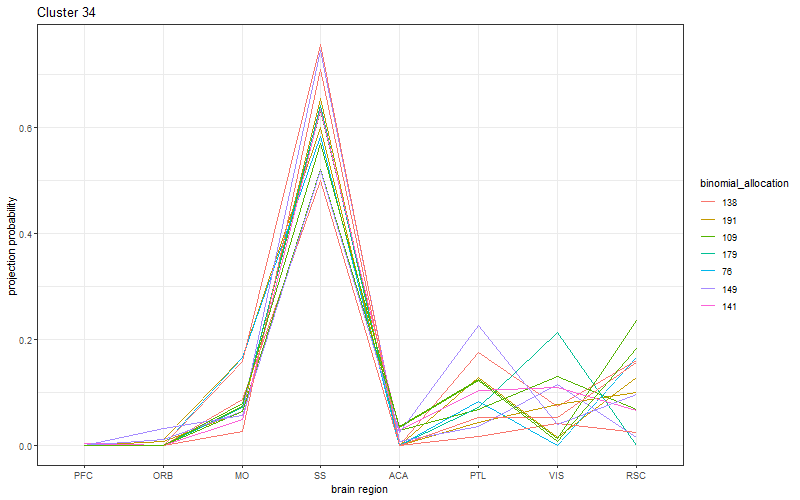 Cluster 34
projection probability
0.6
0.4
0.2
0.0
PFC
ORB
MO
SS
ACA
PTL
VIS
RSC
brain region
binomial_allocation
138
191
109
179
76
149
141